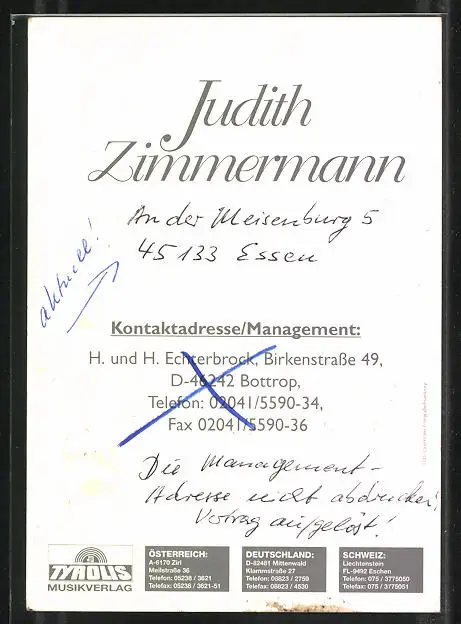 Judith
Zimmermann
An der Meisenburg 5
45133 Essen
aktuell!
Kontaktadresse/Management:
H. und H. Echterbrock, Birkenstraße 49,
D-46242 Bottrop,
Telefon: 02041/5590-34,
Fax 02041/5590-36
Die Management-
Adresse nicht abdrucken!
Vertrag aufgelöst!
TYROLIS
MUSIKVERLAG
ÖSTERREICH:
A-6170 Zirl
Meilstraße 36
Telefon: 05238 / 3621
Telefax: 05238 / 3621-51
DEUTSCHLAND:
D-82481 Mittenwald
Klammstraße 27
Telefon: 08823 / 2759
Telefax: 08823 / 4530
SCHWEIZ:
Liechtenstein
FL-9492 Eschen
Telefon: 075 / 3775050
Telefax: 075 / 3775051